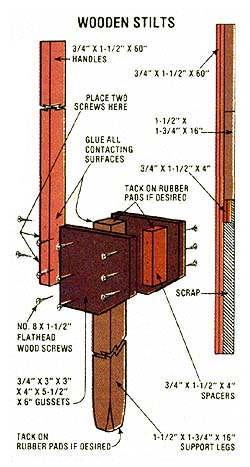 WOODEN STILTS
3/4" X 1-1/2" X 60"
HANDLES
3/4" X 1-1/2" X 60"
PLACE TWO
SCREWS HERE
1-1/2" X
1-3/4" X 16"
GLUE ALL
CONTACTING
SURFACES
3/4" X 1-1/2" X 4"
TACK ON RUBBER
PADS IF DESIRED
SCRAP
NO. 8 X 1-1/2"
FLATHEAD
WOOD SCREWS
3/4" X 3" X 3"
X 4" X 5-1/2"
X 6" GUSSETS
3/4" X 1-1/2" X 4"
SPACERS
TACK ON
RUBBER PADS IF DESIRED
1-1/2" X 1-3/4" X 16"
SUPPORT LEGS